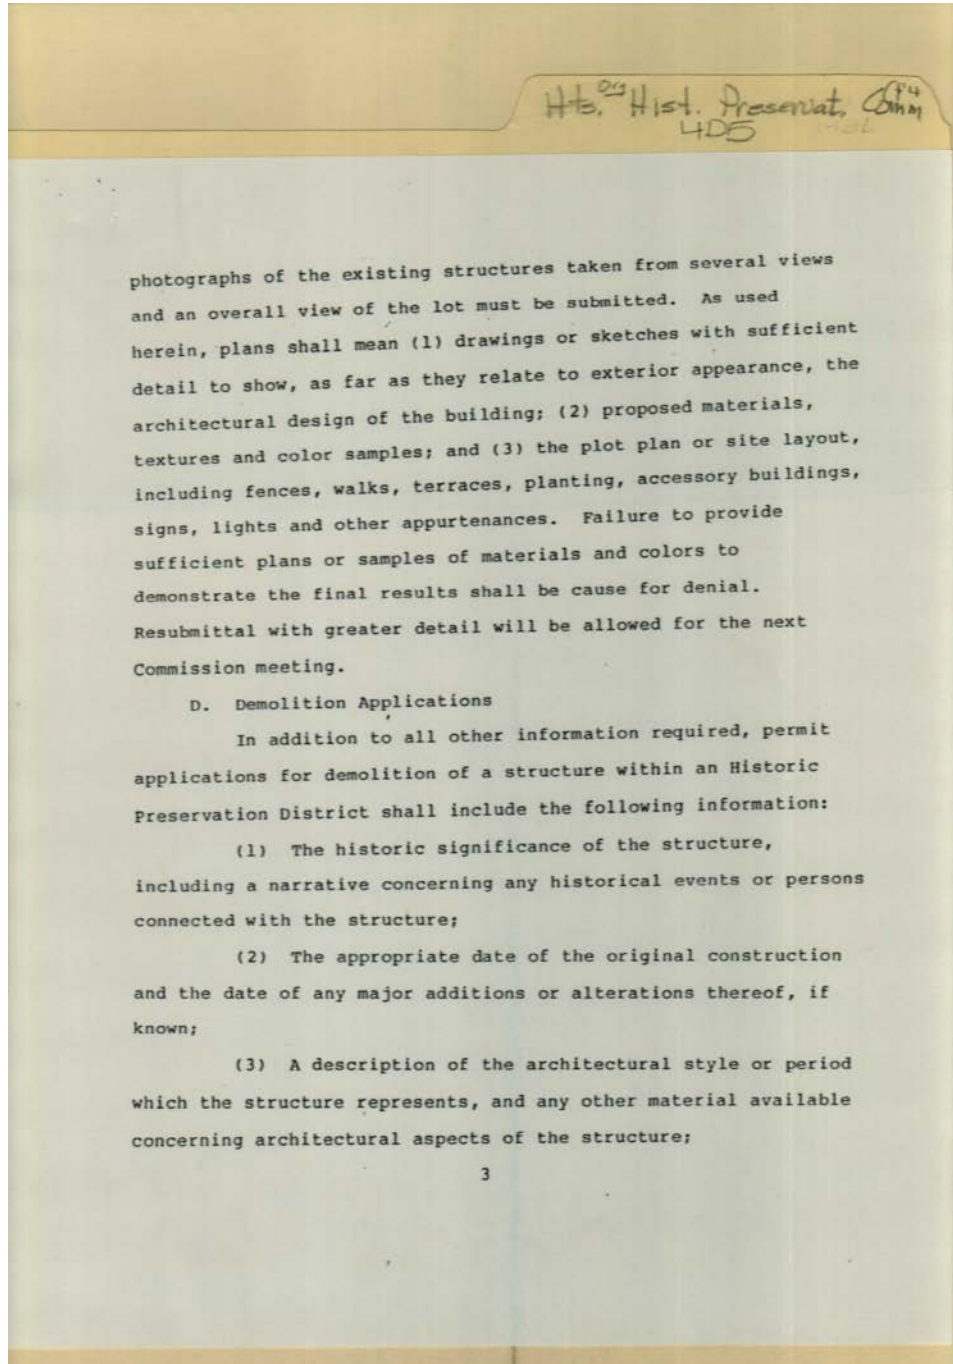 Org
Hts. Hist. Preservat. Comm
4D5
photographs of the existing structures taken from several views
and an overall view of the lot must be submitted.  As used
herein, plans shall mean (1) drawings or sketches with sufficient
detail to show, as far as they relate to exterior appearance, the
architectural design of the building; (2) proposed materials,
textures and color samples; and (3) the plot plan or site layout,
including fences, walks, terraces, planting, accessory buildings,
signs, lights and other appurtenances.  Failure to provide
sufficient plans or samples of materials and colors to
demonstrate the final results shall be cause for denial.
Resubmittal with greater detail will be allowed for the next
Commission meeting.
D.  Demolition Applications
In addition to all other information required, permit
applications for demolition of a structure within an Historic
Preservation District shall include the following information:
(1)  The historic significance of the structure,
including a narrative concerning any historical events or persons
connected with the structure;
(2)  The appropriate date of the original construction
and the date of any major additions or alterations thereof, if
known;
(3)  A description of the architectural style or period
which the structure represents, and any other material available
concerning architectural aspects of the structure;
3